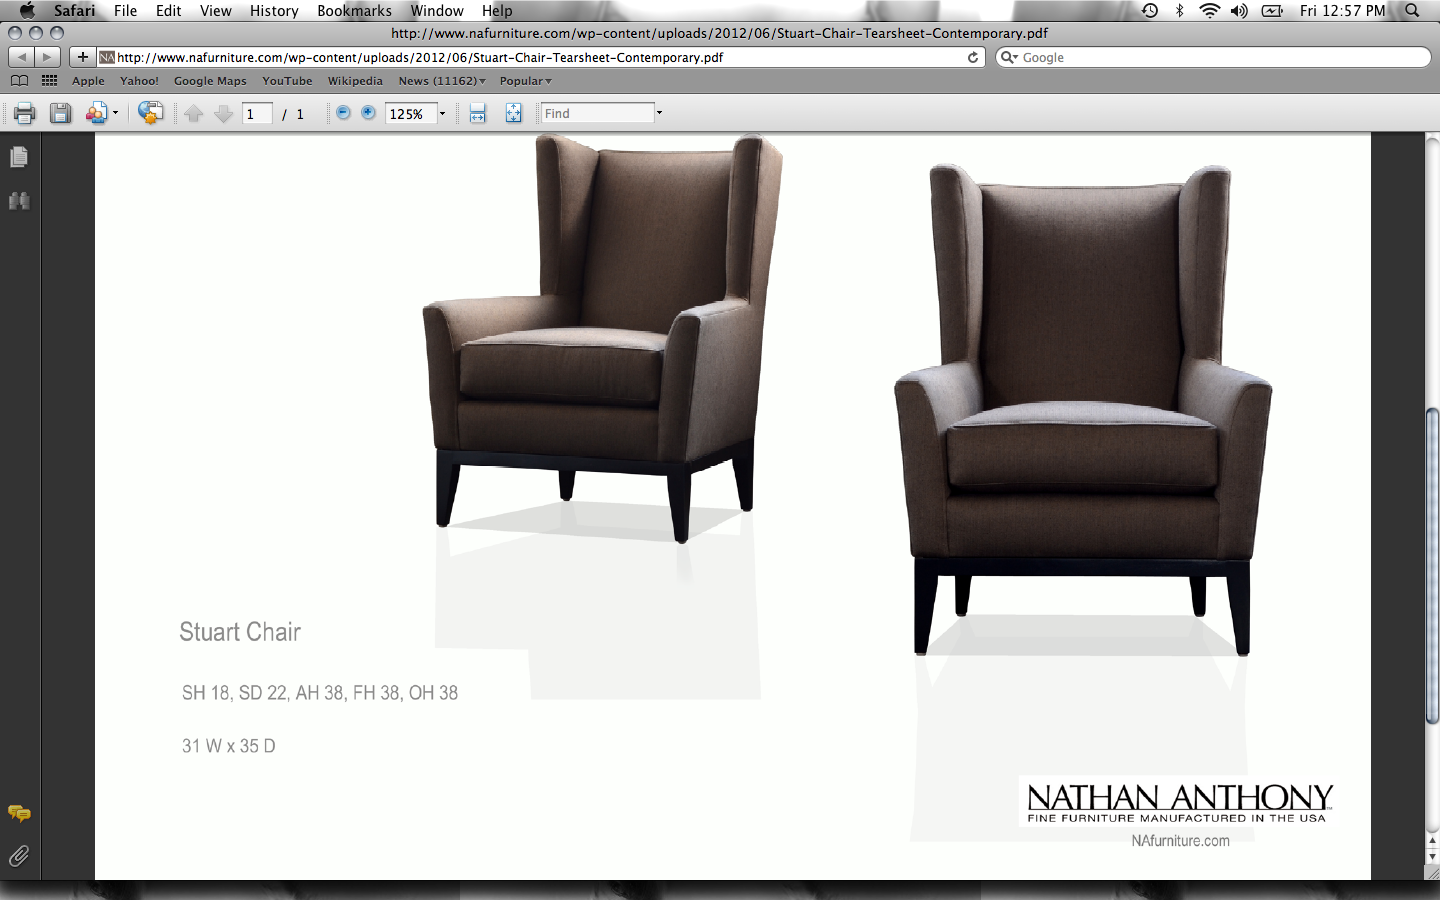 Safari File Edit View History Bookmarks Window Help Fri 12:57 PM
http://www.nafurniture.com/wp-content/uploads/2012/06/Stuart-Chair-Tearsheet-Contemporary.pdf
NA http://www.nafurniture.com/wp-content/uploads/2012/06/Stuart-Chair-Tearsheet-Contemporary.pdf Google
Apple Yahoo! Google Maps YouTube Wikipedia News (11162) Popular
1 / 1 125% Find
Stuart Chair
SH 18, SD 22, AH 38, FH 38, OH 38
31 W x 35 D
NATHAN ANTHONY™
FINE FURNITURE MANUFACTURED IN THE USA
NAfurniture.com